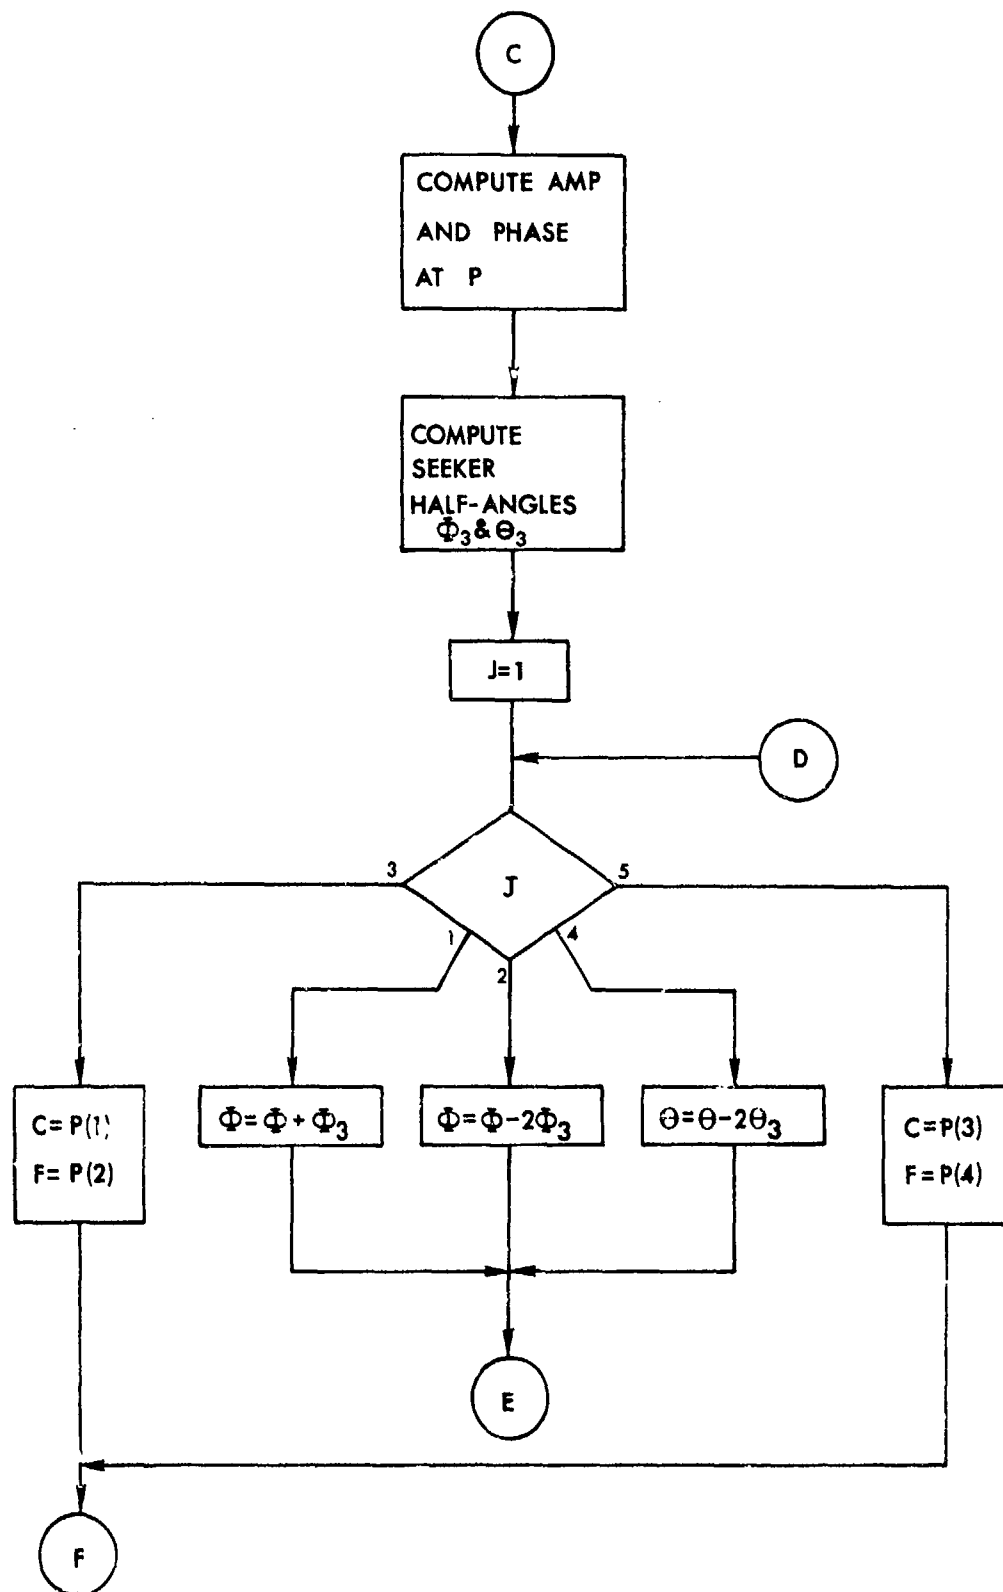 C
COMPUTE AMP
AND PHASE
AT P
COMPUTE
SEEKER
HALF-ANGLES
Φ₃ & Θ₃
J=1
D
J
3
5
1
4
2
C=P(1)
F=P(2)
Φ=Φ+Φ₃
Φ=Φ-2Φ₃
Θ=Θ-2Θ₃
C=P(3)
F=P(4)
E
F